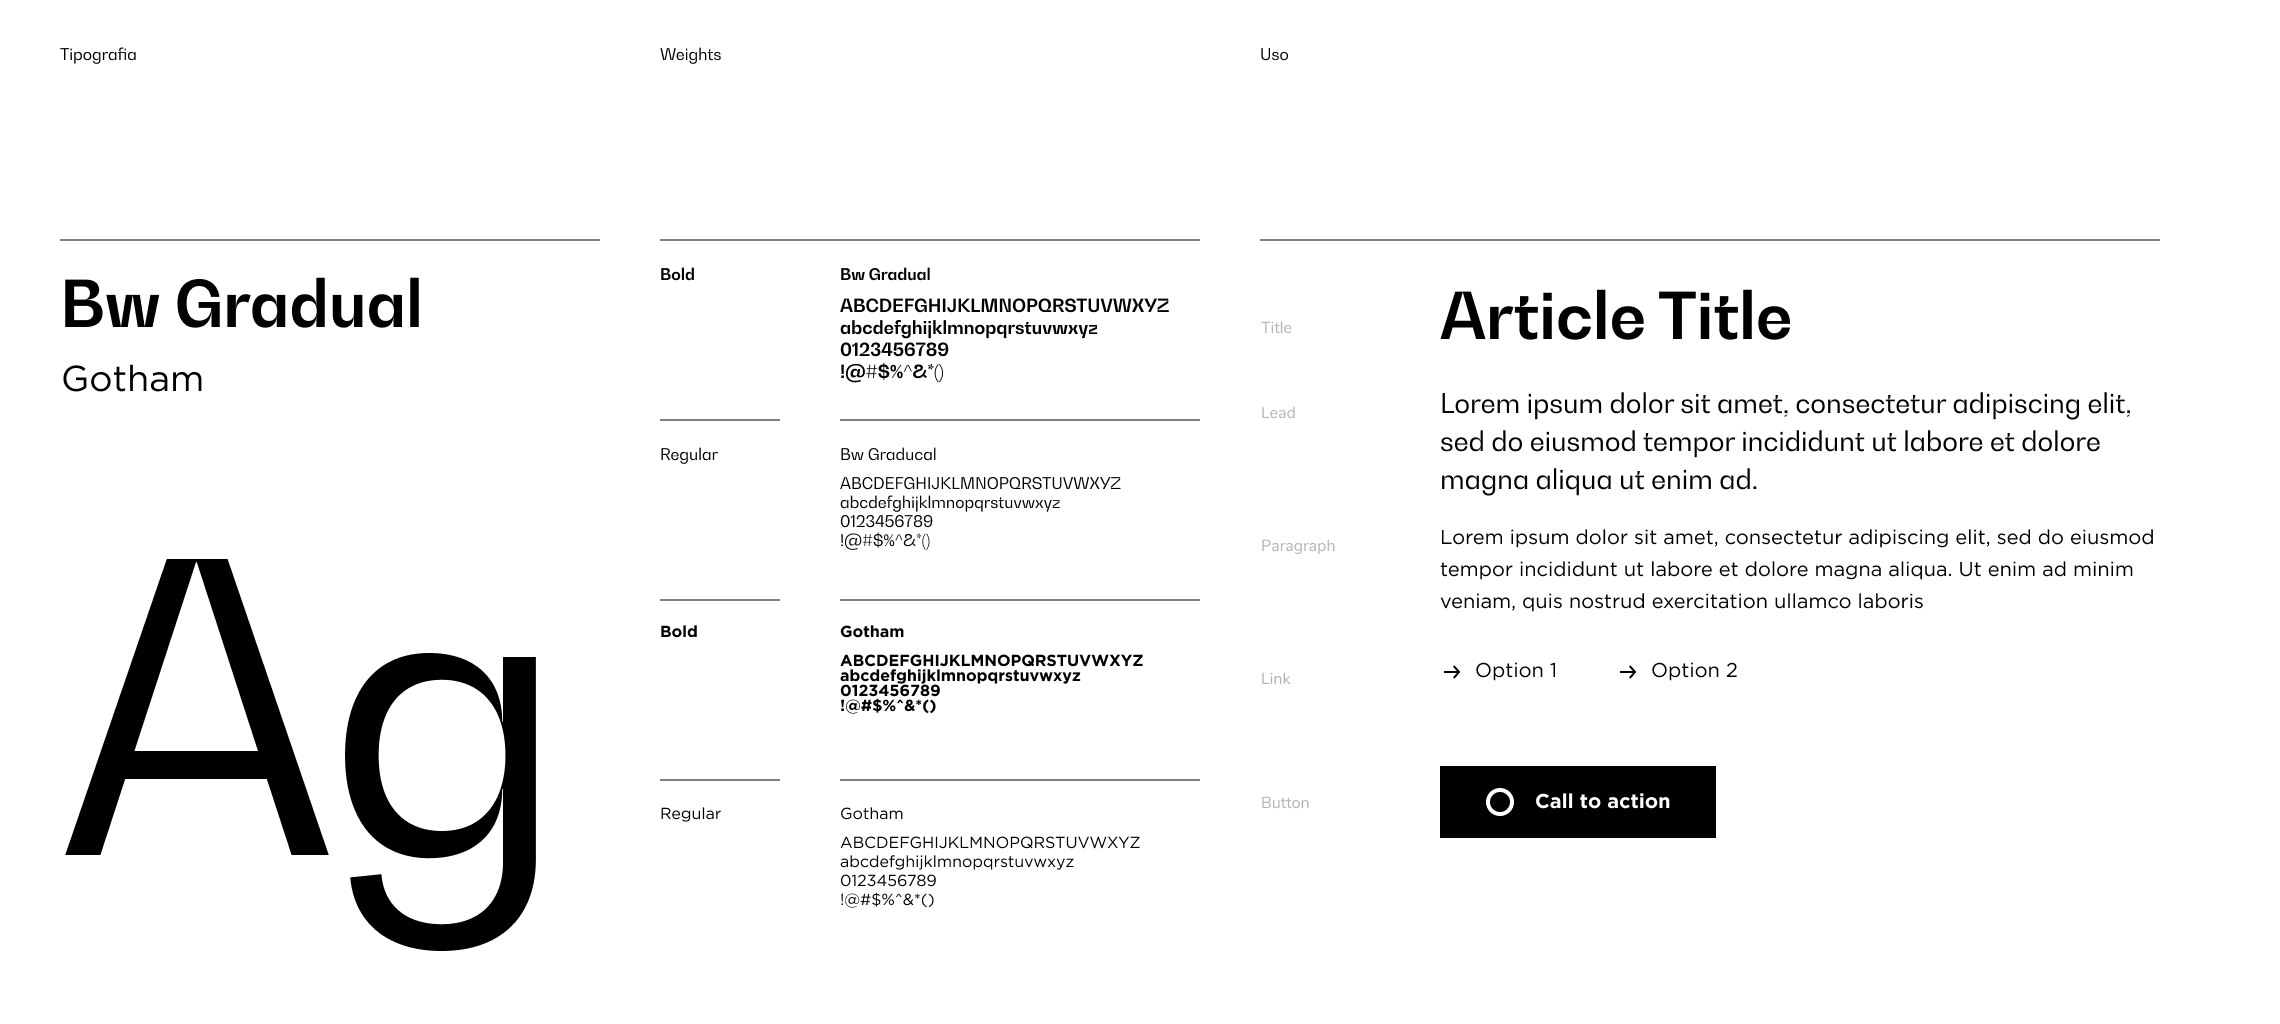 Tipografia
Weights
Uso
Bw Gradual
Gotham
Ag
Bold
Bw Gradual
ABCDEFGHIJKLMNOPQRSTUVWXYZ
abcdefghijklmnopqrstuvwxyz
0123456789
!@#$%^&*()
Regular
Bw Graducal
ABCDEFGHIJKLMNOPQRSTUVWXYZ
abcdefghijklmnopqrstuvwxyz
0123456789
!@#$%^&*()
Bold
Gotham
ABCDEFGHIJKLMNOPQRSTUVWXYZ
abcdefghijklmnopqrstuvwxyz
0123456789
!@#$%^&*()
Regular
Gotham
ABCDEFGHIJKLMNOPQRSTUVWXYZ
abcdefghijklmnopqrstuvwxyz
0123456789
!@#$%^&*()
Title
Article Title
Lead
Lorem ipsum dolor sit amet, consectetur adipiscing elit,
sed do eiusmod tempor incididunt ut labore et dolore
magna aliqua ut enim ad.
Paragraph
Lorem ipsum dolor sit amet, consectetur adipiscing elit, sed do eiusmod
tempor incididunt ut labore et dolore magna aliqua. Ut enim ad minim
veniam, quis nostrud exercitation ullamco laboris
Link
→ Option 1 → Option 2
Button
Call to action